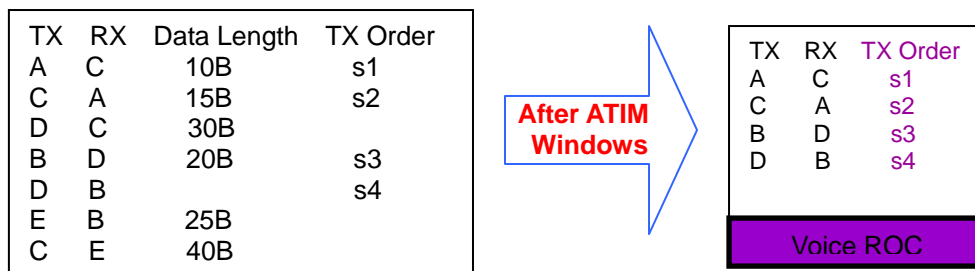 TX RX Data Length TX Order
A C 10B s1
C A 15B s2
D C 30B
B D 20B s3
D B s4
E B 25B
C E 40B
After ATIM
Windows
TX RX TX Order
A C s1
C A s2
B D s3
D B s4
Voice ROC